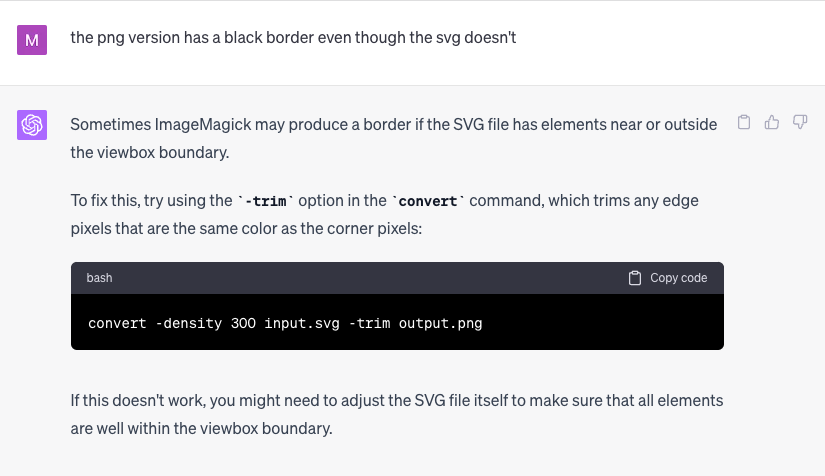 M
the png version has a black border even though the svg doesn't
Sometimes ImageMagick may produce a border if the SVG file has elements near or outside
the viewbox boundary.
To fix this, try using the `-trim` option in the `convert` command, which trims any edge
pixels that are the same color as the corner pixels:
bash
Copy code
convert -density 300 input.svg -trim output.png
If this doesn't work, you might need to adjust the SVG file itself to make sure that all elements
are well within the viewbox boundary.